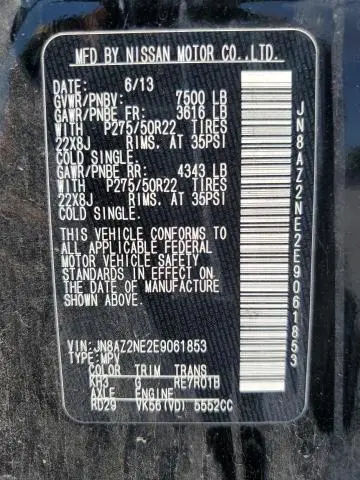 MFD BY NISSAN MOTOR CO.,LTD.
DATE: 6/13
GVWR/PNBV: 7500 LB
GAWR/PNBE FR: 3616 LB
WITH P275/50R22 TIRES
22X8J RIMS, AT 35PSI
COLD SINGLE.
GAWR/PNBE RR: 4343 LB
WITH P275/50R22 TIRES
22X8J RIMS, AT 35PSI
COLD SINGLE.
THIS VEHICLE CONFORMS TO
ALL APPLICABLE FEDERAL
MOTOR VEHICLE SAFETY
STANDARDS IN EFFECT ON
THE DATE OF MANUFACTURE
SHOWN ABOVE.
VIN:JN8AZ2NE2E9061853
TYPE:MPV
COLOR TRIM TRANS
KH3 G RE7R01B
AXLE ENGINE
RD29 VK56(VD) 5552CC
JN8AZ2NE2E9061853